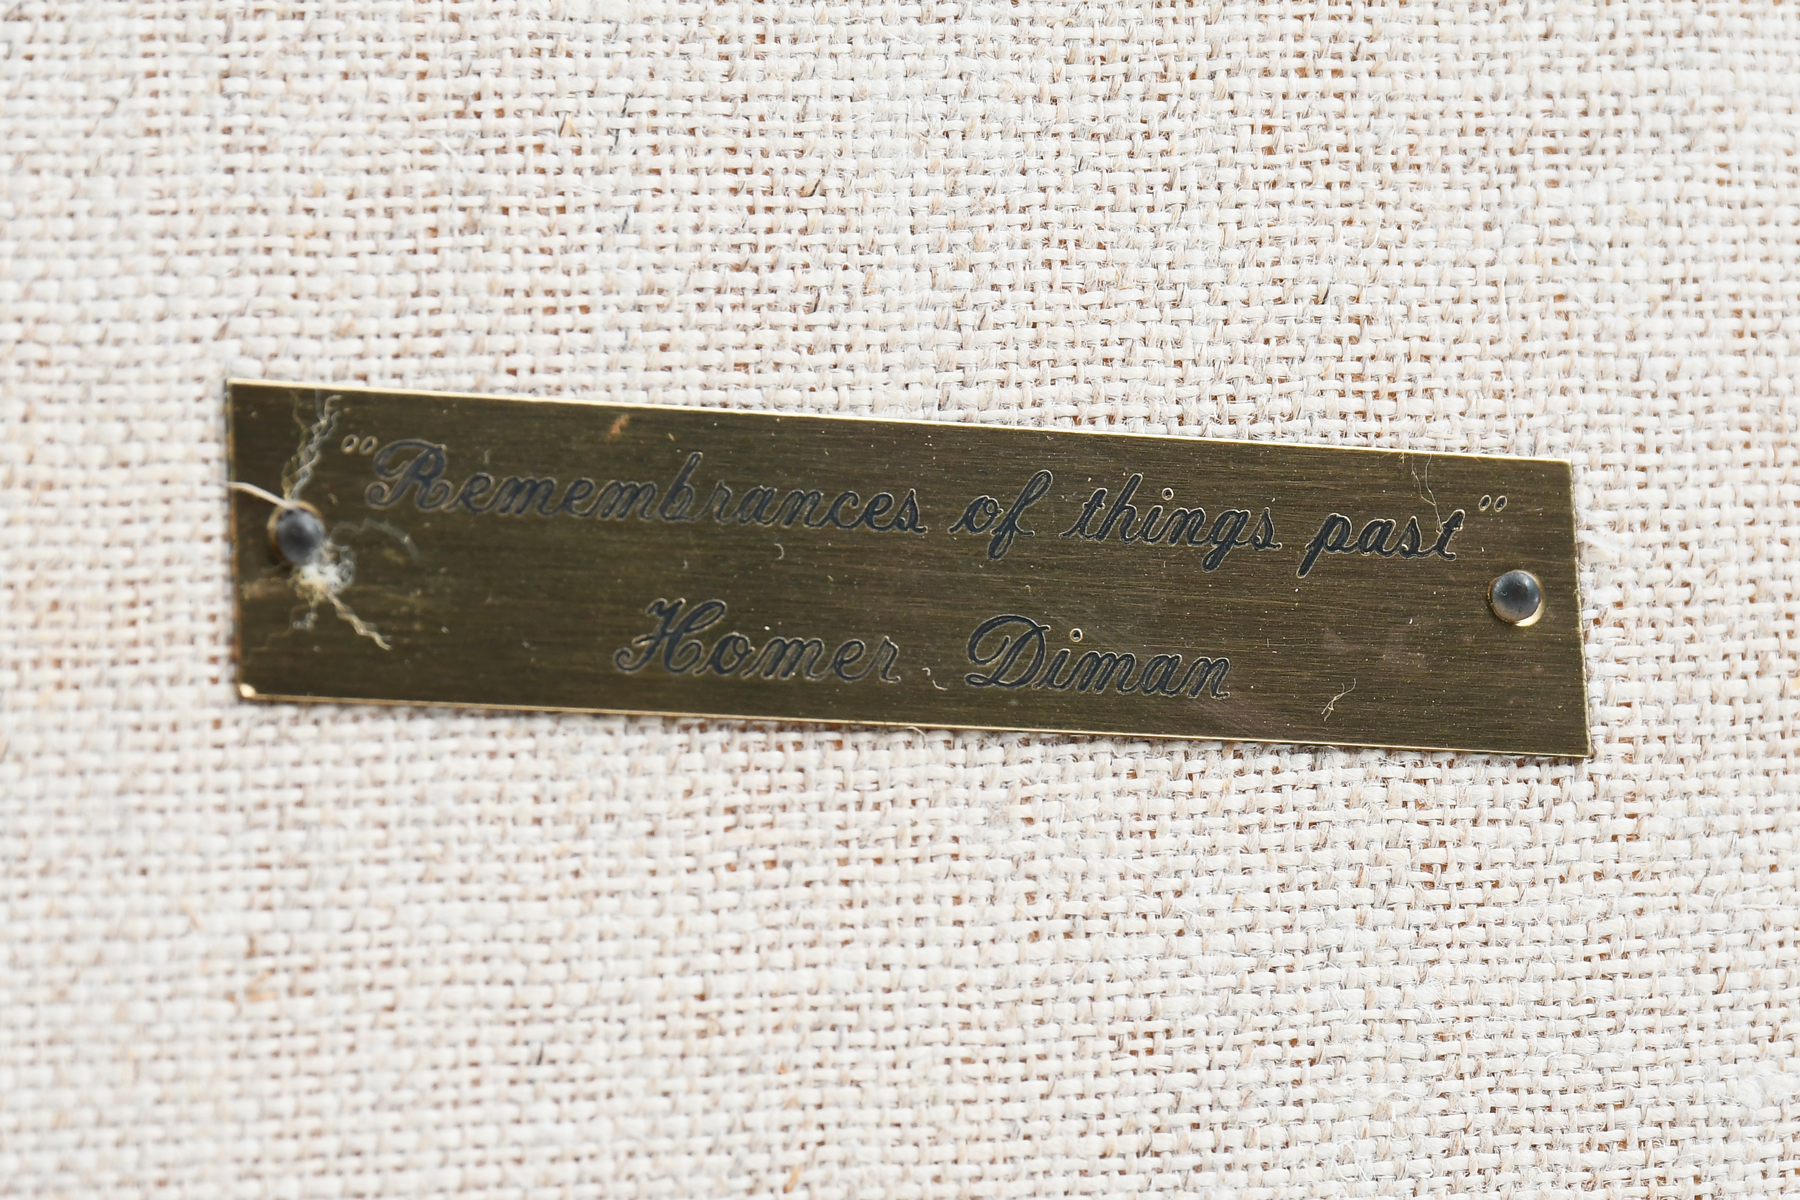 "Remembrances of things past"
Homer Diman